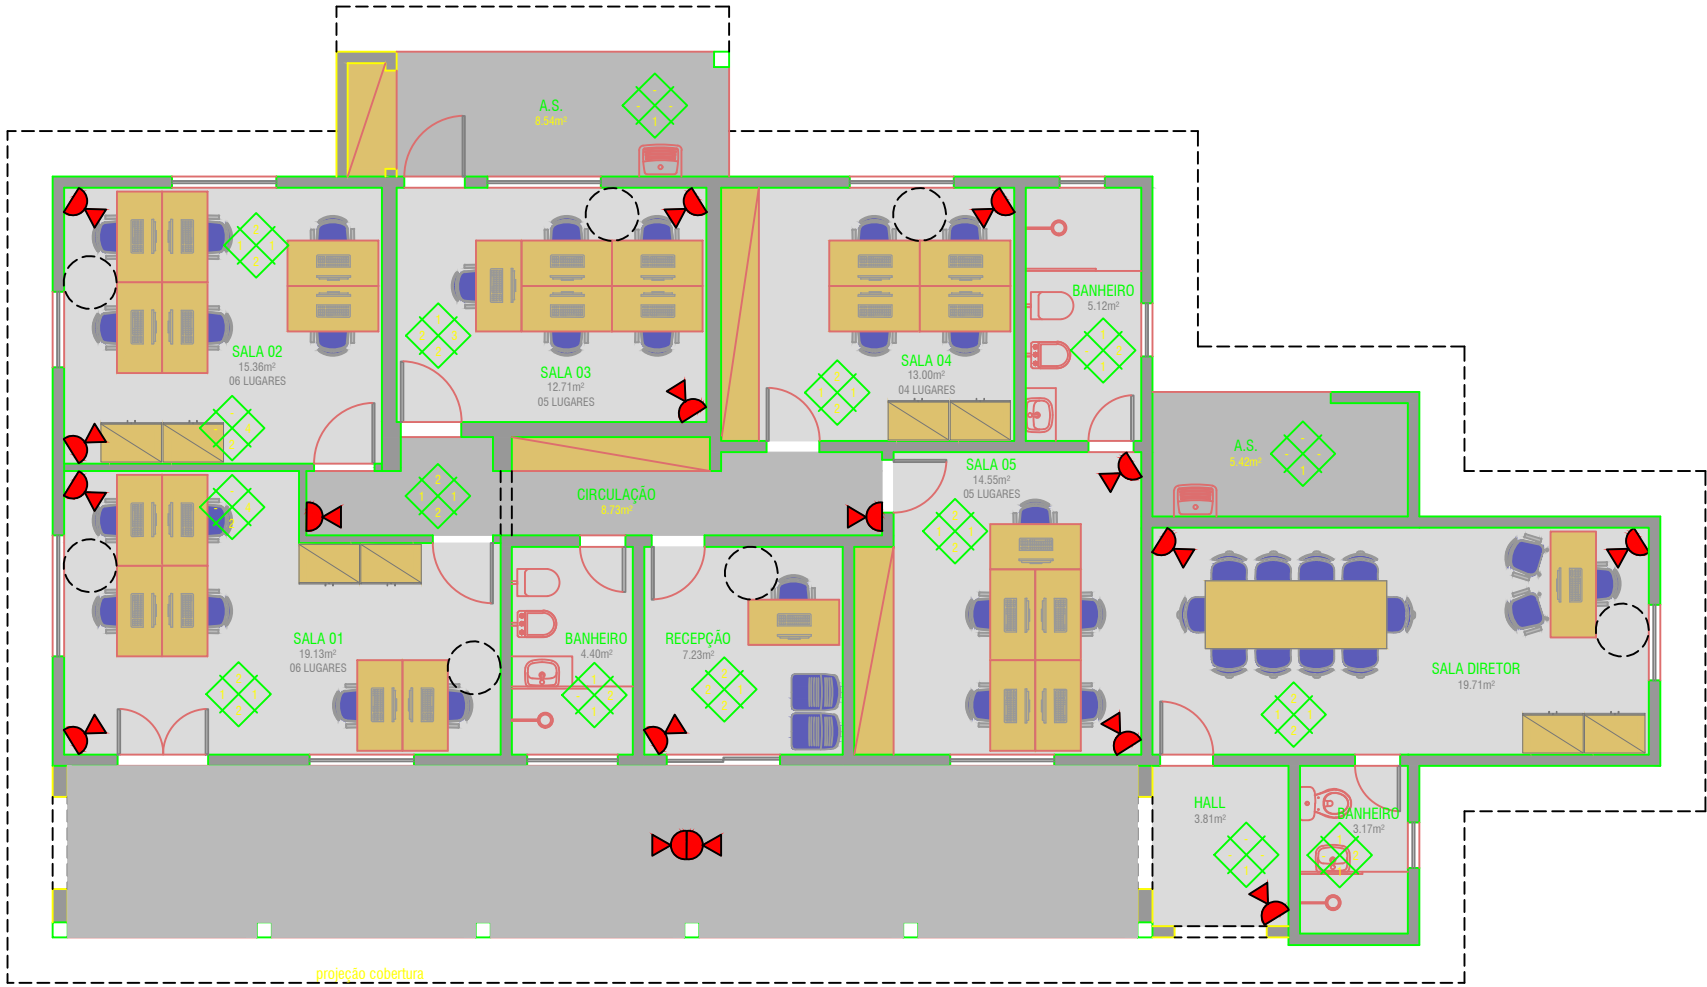 A.S.
8.54m²
SALA 02
15.36m²
06 LUGARES
SALA 03
12.71m²
05 LUGARES
SALA 04
13.00m²
04 LUGARES
BANHEIRO
5.12m²
A.S.
5.42m²
CIRCULAÇÃO
8.73m²
SALA 05
14.55m²
05 LUGARES
SALA 01
19.13m²
06 LUGARES
BANHEIRO
4.40m²
RECEPÇÃO
7.23m²
SALA DIRETOR
19.71m²
HALL
3.81m²
BANHEIRO
3.17m²
projeção cobertura